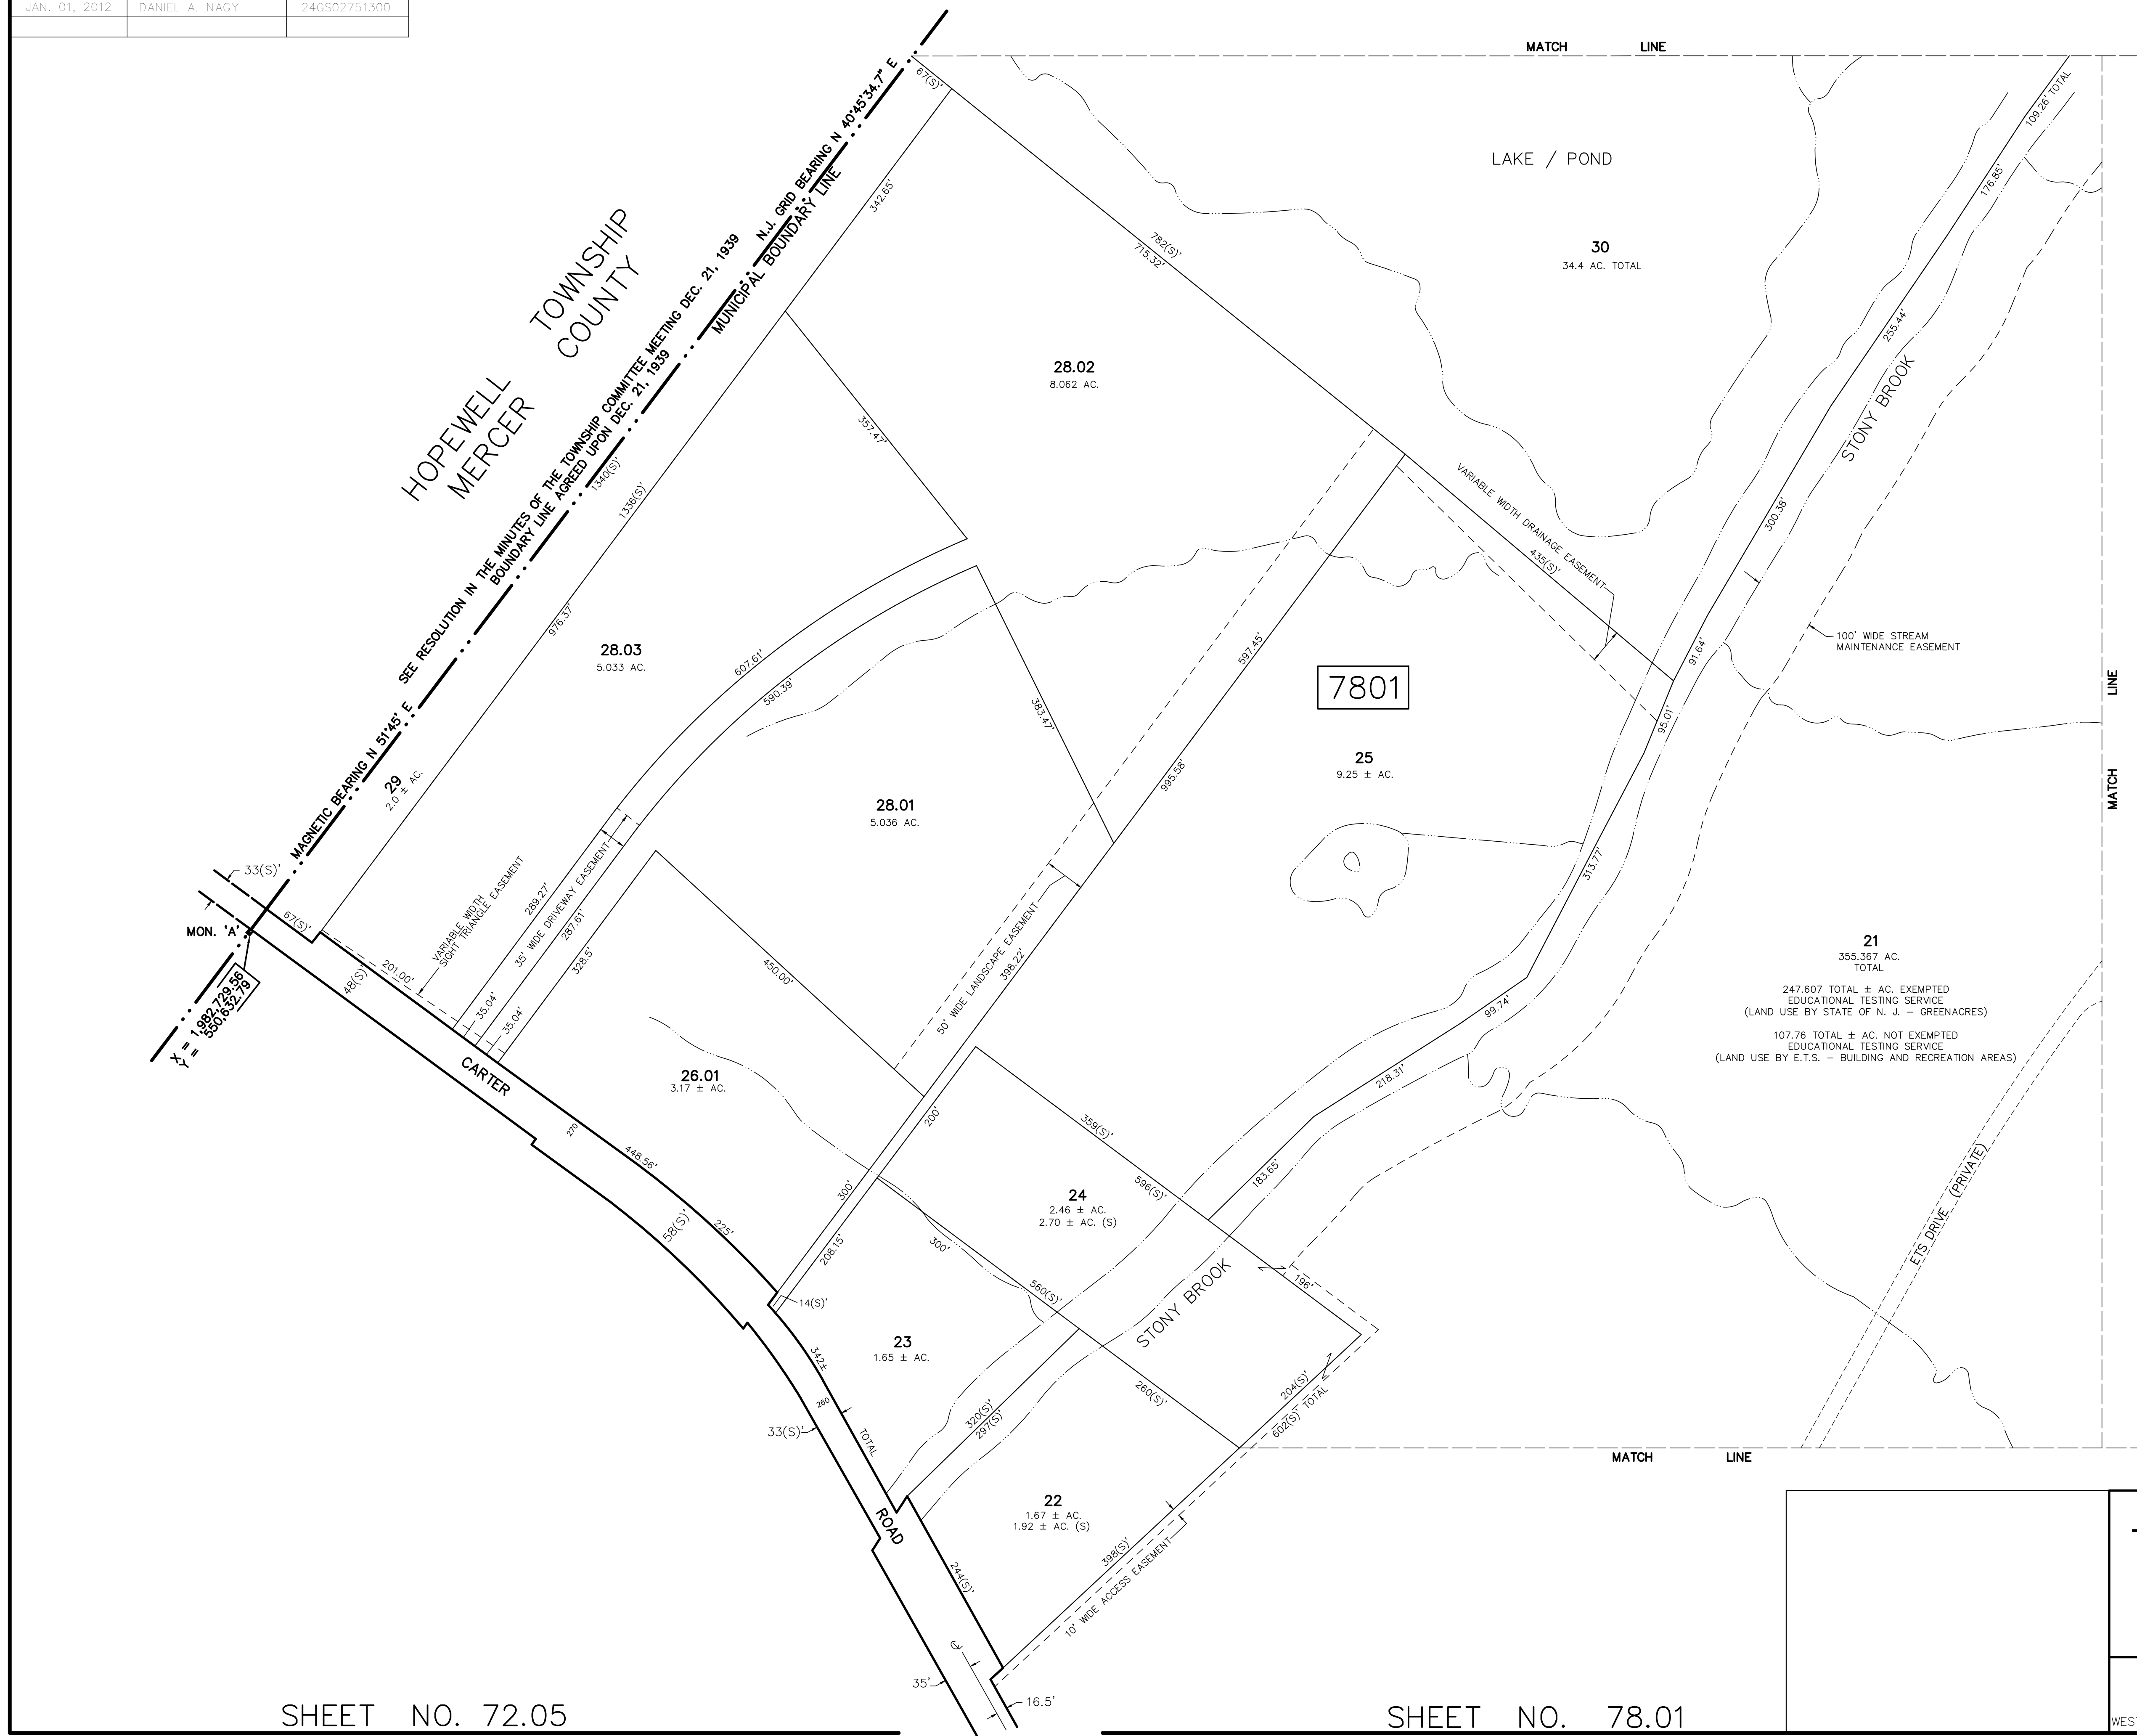 JAN. 01, 2012 DANIEL A. NAGY 24GS02751300
MATCH LINE
67(S)'
N.J. GRID BEARING N 40°45'34.7" E
MUNICIPAL BOUNDARY LINE
109.26' TOTAL
LAKE / POND
342.65'
176.85'
782(S)'
715.32'
30
34.4 AC. TOTAL
HOPEWELL TOWNSHIP
MERCER COUNTY
SEE RESOLUTION IN THE MINUTES OF THE TOWNSHIP COMMITTEE MEETING DEC. 21, 1939
BOUNDARY LINE AGREED UPON DEC. 21, 1939
255.44'
STONY BROOK
28.02
8.062 AC.
357.47'
1340(S)'
1336(S)'
VARIABLE WIDTH DRAINAGE EASEMENT
435(S)'
300.38'
976.37'
28.03
5.033 AC.
607.61'
590.39'
597.45'
91.64'
100' WIDE STREAM
MAINTENANCE EASEMENT
7801
383.47'
95.01'
MATCH LINE
MAGNETIC BEARING N 51°45' E
29
2.0 ± AC.
25
9.25 ± AC.
995.58'
28.01
5.036 AC.
313.77'
33(S)'
67(S)'
MON. 'A'
X = 1,982,729.56
Y = 550,632.79
48(S)'
201.00'
VARIABLE WIDTH
SIGHT TRIANGLE EASEMENT
289.27'
35' WIDE DRIVEWAY EASEMENT
287.61'
328.5'
35.04'
35.04'
450.00'
50' WIDE LANDSCAPE EASEMENT
398.22'
99.74'
21
355.367 AC.
TOTAL
247.607 TOTAL ± AC. EXEMPTED
EDUCATIONAL TESTING SERVICE
(LAND USE BY STATE OF N. J. - GREENACRES)
107.76 TOTAL ± AC. NOT EXEMPTED
EDUCATIONAL TESTING SERVICE
(LAND USE BY E.T.S. - BUILDING AND RECREATION AREAS)
CARTER
26.01
3.17 ± AC.
218.31'
200'
359(S)'
270'
448.56'
183.65'
596(S)'
24
2.46 ± AC.
2.70 ± AC. (S)
300'
58(S)'
225'
208.15'
300'
ETS DRIVE (PRIVATE)
14(S)'
560(S)'
196'
STONY BROOK
23
1.65 ± AC.
342±
260
TOTAL
33(S)'
260(S)'
204(S)'
602(S)' TOTAL
320(S)'
297(S)'
MATCH LINE
ROAD
22
1.67 ± AC.
1.92 ± AC. (S)
244(S)'
398(S)'
10' WIDE ACCESS EASEMENT
℄
35'
16.5'
SHEET NO. 72.05
SHEET NO. 78.01